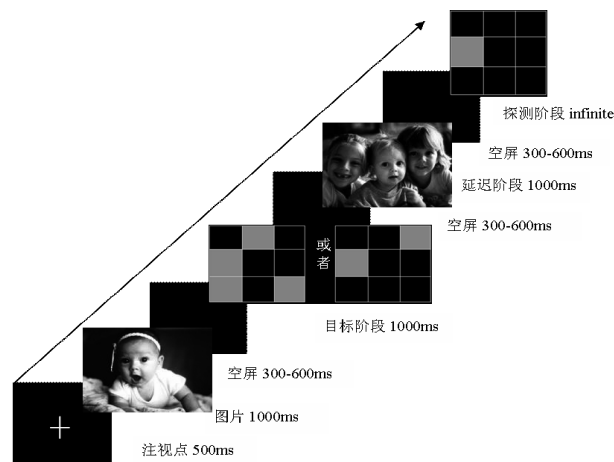 探测阶段 infinite
空屏 300-600ms
延迟阶段 1000ms
空屏 300-600ms
或者
目标阶段 1000ms
空屏 300-600ms
图片 1000ms
注视点 500ms